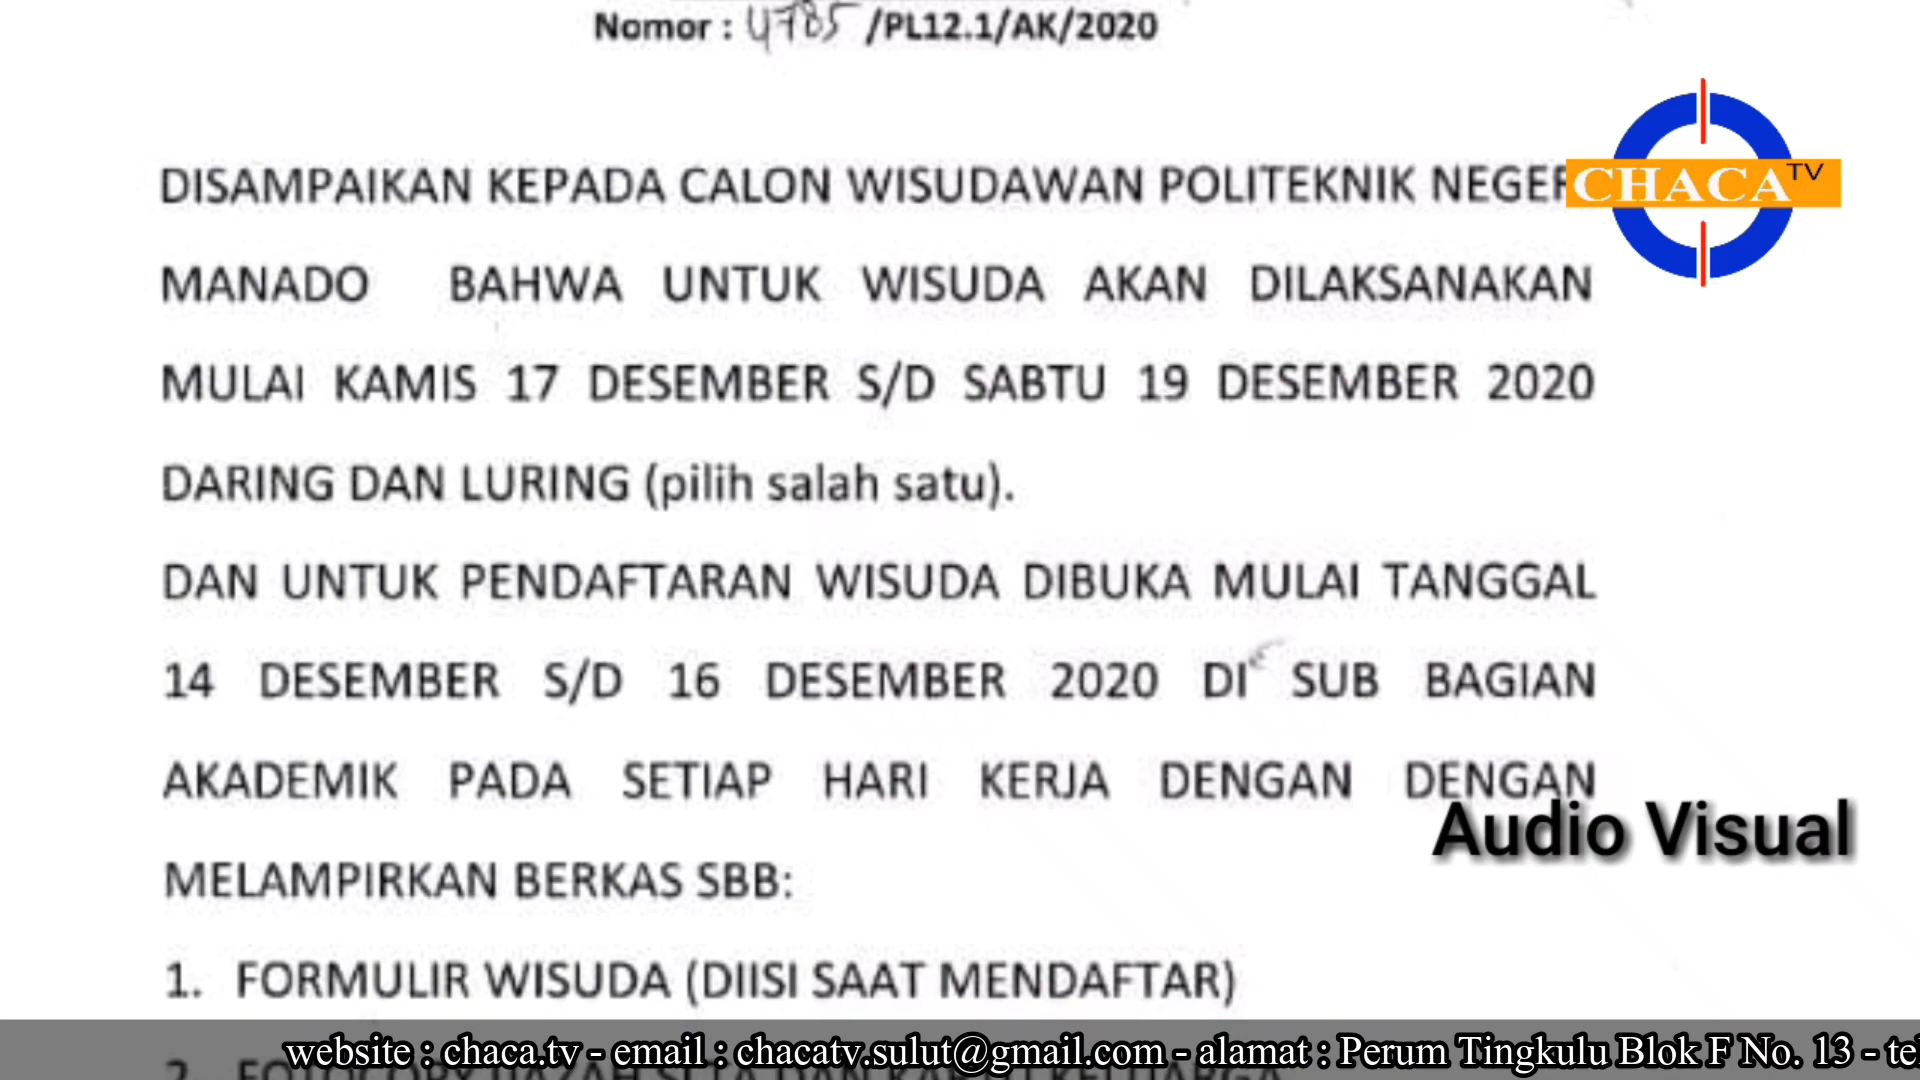 Nomor : 4785 /PL12.1/AK/2020
DISAMPAIKAN KEPADA CALON WISUDAWAN POLITEKNIK NEGER
CHACA TV
MANADO BAHWA UNTUK WISUDA AKAN DILAKSANAKAN
MULAI KAMIS 17 DESEMBER S/D SABTU 19 DESEMBER 2020
DARING DAN LURING (pilih salah satu).
DAN UNTUK PENDAFTARAN WISUDA DIBUKA MULAI TANGGAL
14 DESEMBER S/D 16 DESEMBER 2020 DI SUB BAGIAN
AKADEMIK PADA SETIAP HARI KERJA DENGAN DENGAN
Audio Visual
MELAMPIRKAN BERKAS SBB:
1. FORMULIR WISUDA (DIISI SAAT MENDAFTAR)
website : chaca.tv - email : chacatv.sulut@gmail.com - alamat : Perum Tingkulu Blok F No. 13 - te